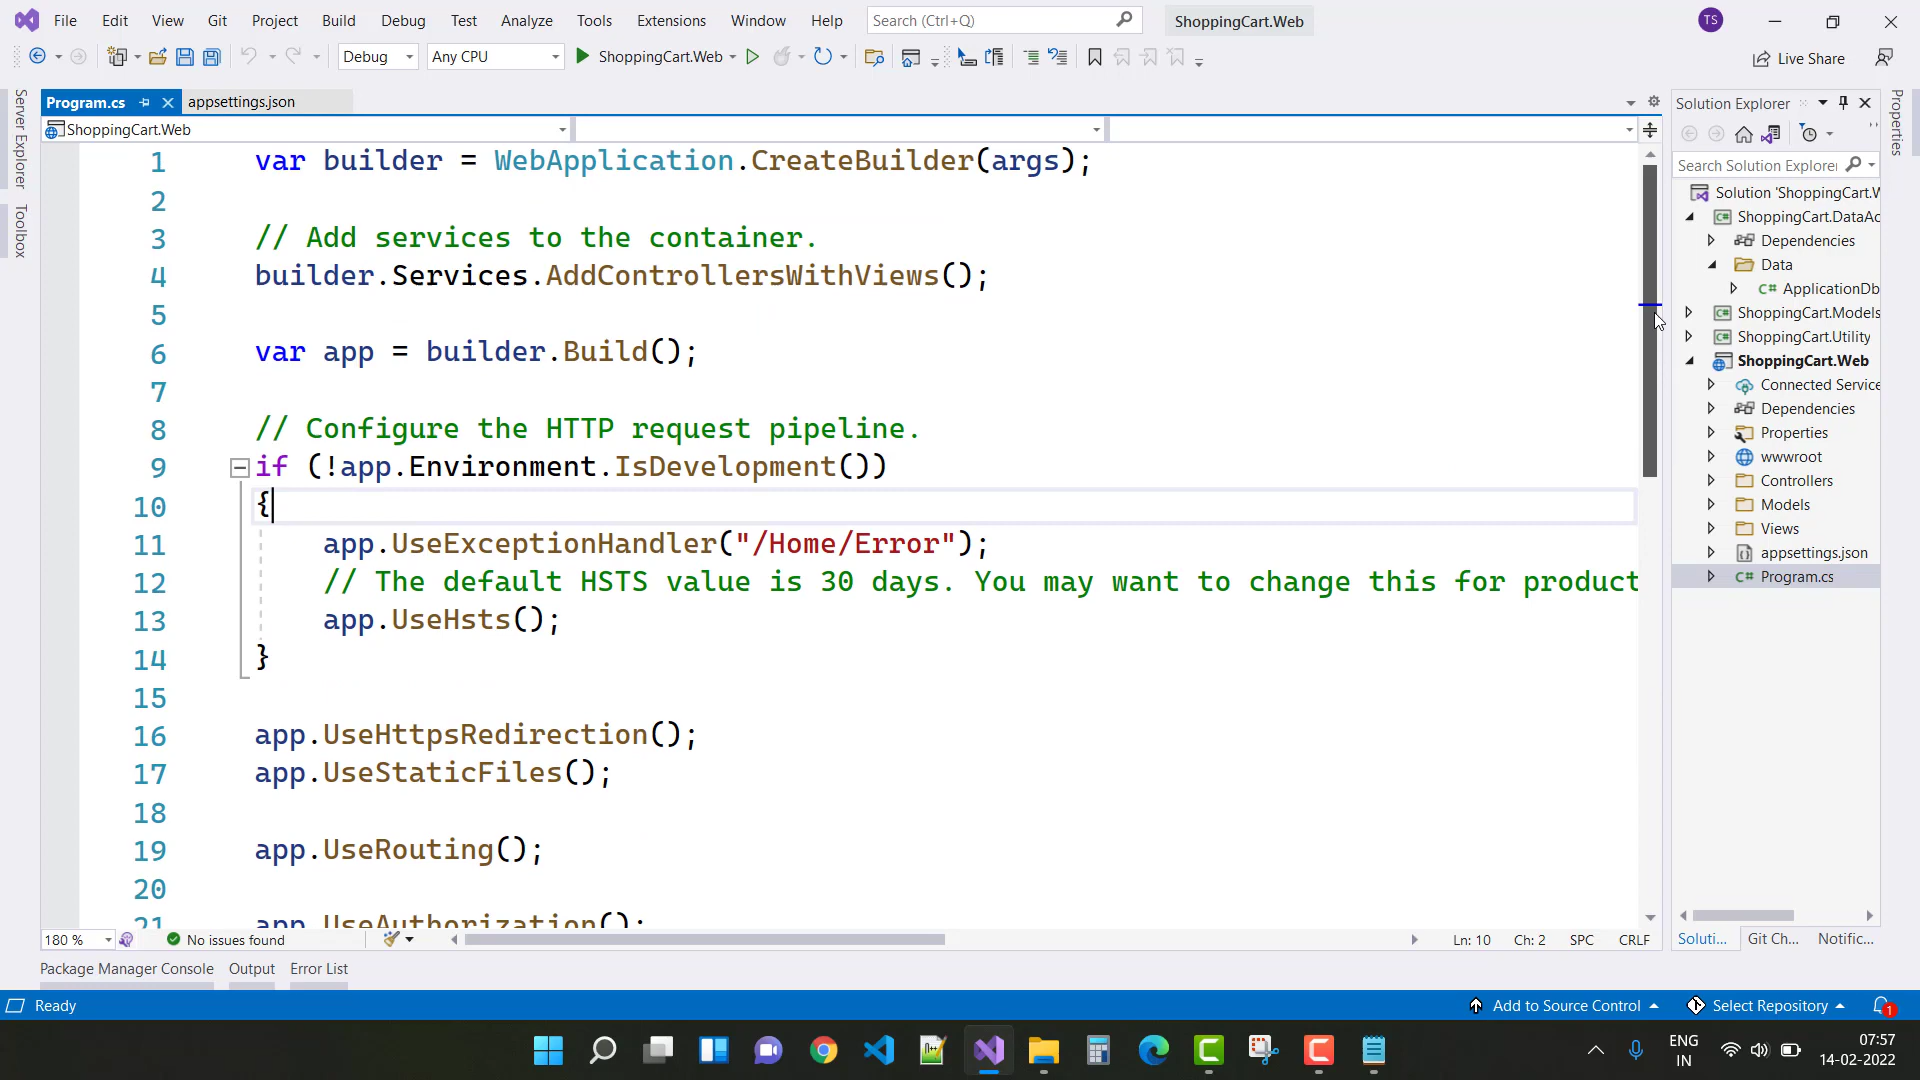 File Edit View Git Project Build Debug Test Analyze Tools Extensions Window Help Search (Ctrl+Q) ShoppingCart.Web TS
Debug Any CPU ShoppingCart.Web Live Share
Server Explorer
Toolbox
Program.cs appsettings.json
ShoppingCart.Web
1 var builder = WebApplication.CreateBuilder(args);
2
3 // Add services to the container.
4 builder.Services.AddControllersWithViews();
5
6 var app = builder.Build();
7
8 // Configure the HTTP request pipeline.
9 if (!app.Environment.IsDevelopment())
10 {
11 app.UseExceptionHandler("/Home/Error");
12 // The default HSTS value is 30 days. You may want to change this for product
13 app.UseHsts();
14 }
15
16 app.UseHttpsRedirection();
17 app.UseStaticFiles();
18
19 app.UseRouting();
20
21 app.UseAuthorization();
180 % No issues found Ln: 10 Ch: 2 SPC CRLF
Package Manager Console Output Error List
Solution Explorer
Search Solution Explorer
Solution 'ShoppingCart.W
ShoppingCart.DataAc
Dependencies
Data
C# ApplicationDb
ShoppingCart.Models
ShoppingCart.Utility
ShoppingCart.Web
Connected Service
Dependencies
Properties
wwwroot
Controllers
Models
Views
appsettings.json
C# Program.cs
Soluti... Git Ch... Notific...
Properties
Ready Add to Source Control Select Repository 1
ENG
IN
07:57
14-02-2022